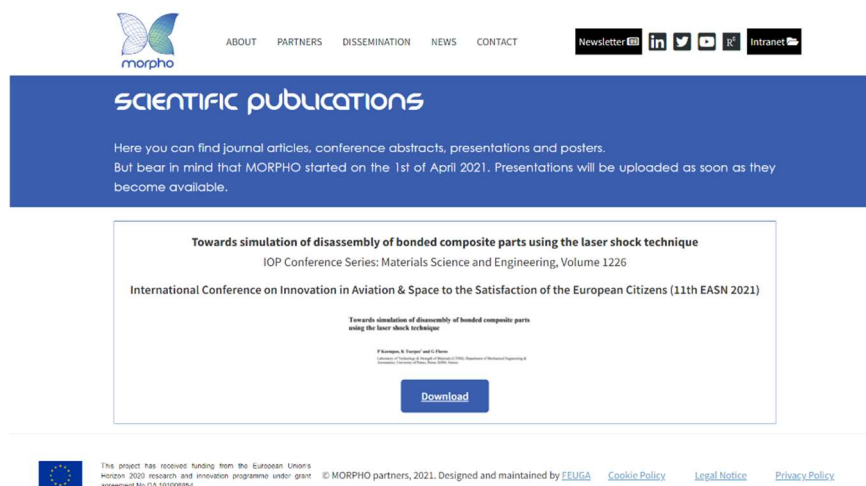 morpho
ABOUT PARTNERS DISSEMINATION NEWS CONTACT
Newsletter
Intranet
scientific publications
Here you can find journal articles, conference abstracts, presentations and posters.
But bear in mind that MORPHO started on the 1st of April 2021. Presentations will be uploaded as soon as they
become available.
Towards simulation of disassembly of bonded composite parts using the laser shock technique
IOP Conference Series: Materials Science and Engineering, Volume 1226
International Conference on Innovation in Aviation & Space to the Satisfaction of the European Citizens (11th EASN 2021)
Towards simulation of disassembly of bonded composite parts
using the laser shock technique
Download
This project has received funding from the European Union's
Horizon 2020 research and innovation programme under grant
© MORPHO partners, 2021. Designed and maintained by FEUGA Cookie Policy Legal Notice Privacy Policy